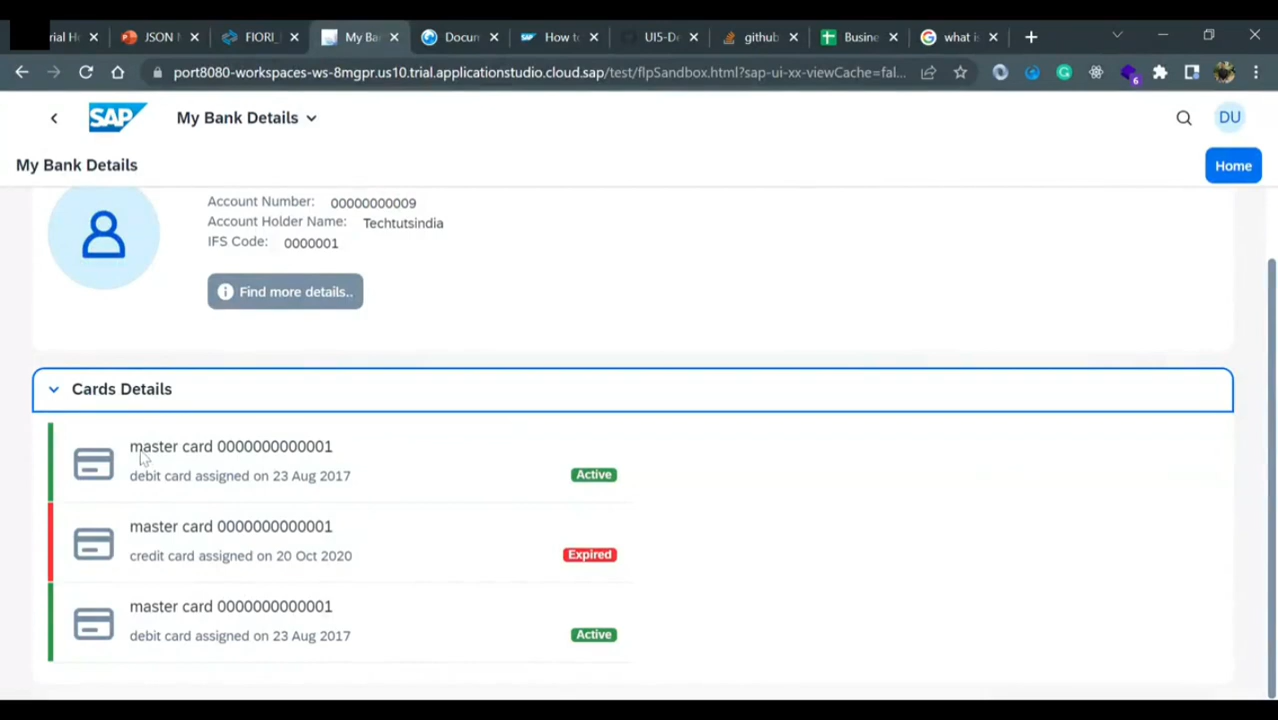 rial Ho
JSON M
FIORI_
My Ba
Docum
How to
UI5-De
github
Busine
what is
port8080-workspaces-ws-8mgpr.us10.trial.applicationstudio.cloud.sap/test/flpSandbox.html?sap-ui-xx-viewCache=fal...
6
SAP My Bank Details
DU
My Bank Details
Home
Account Number: 00000000009
Account Holder Name: Techtutsindia
IFS Code: 0000001
Find more details..
Cards Details
master card 0000000000001
debit card assigned on 23 Aug 2017
Active
master card 0000000000001
credit card assigned on 20 Oct 2020
Expired
master card 0000000000001
debit card assigned on 23 Aug 2017
Active